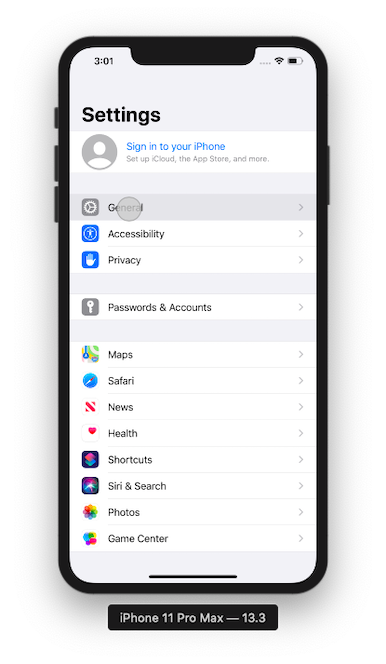 3:01
Settings
Sign in to your iPhone
Set up iCloud, the App Store, and more.
General
Accessibility
Privacy
Passwords & Accounts
Maps
Safari
News
Health
Shortcuts
Siri & Search
Photos
Game Center
iPhone 11 Pro Max — 13.3